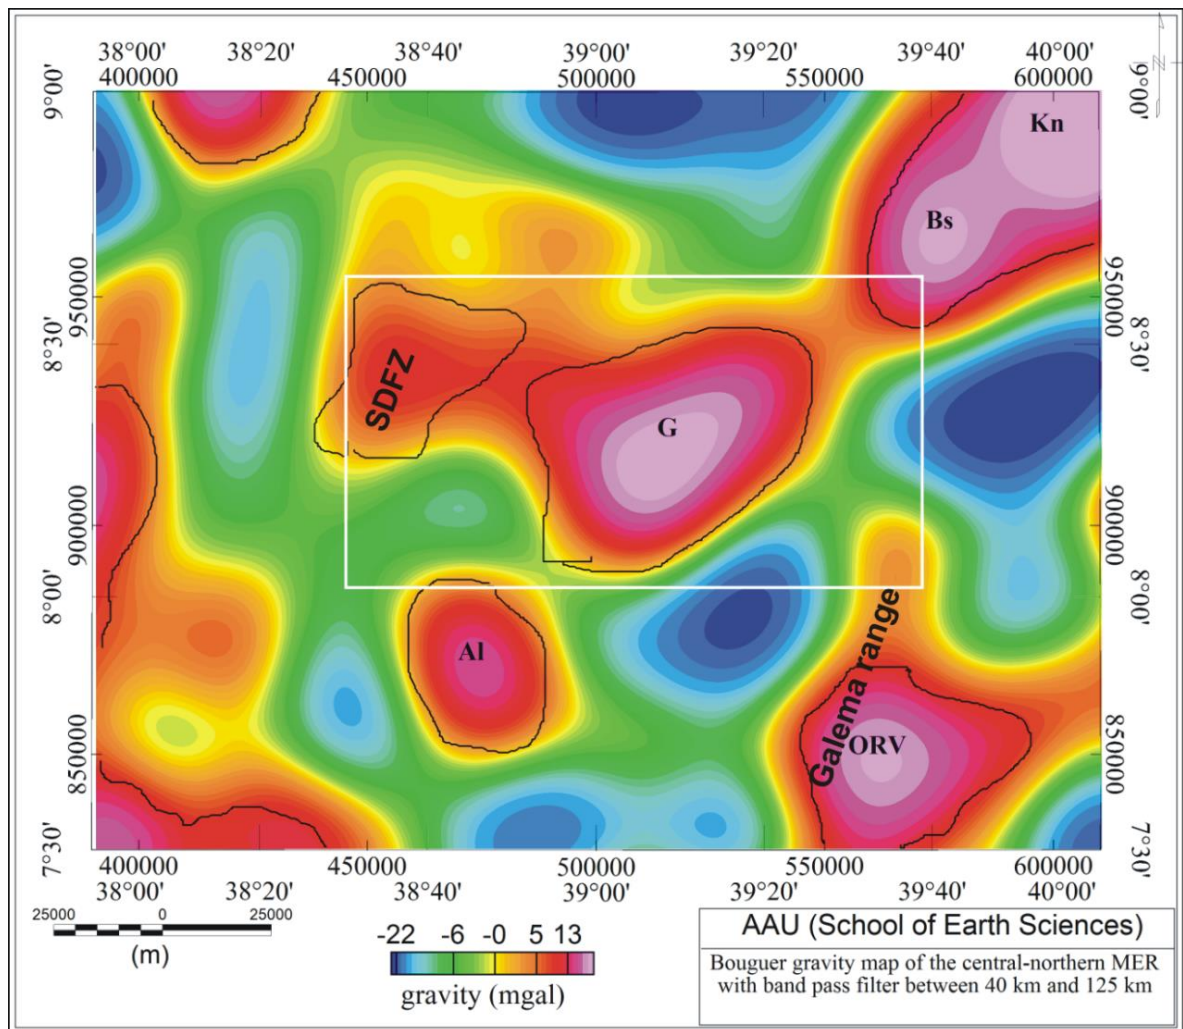 38°00' 38°20' 38°40' 39°00' 39°20' 39°40' 40°00'
400000 450000 500000 550000 600000
N
9°00' 9°00'
Kn
Bs
950000 950000
8°30' 8°30'
SDFZ
G
900000 900000
8°00' 8°00'
Al
Galema range
ORV
850000 850000
7°30' 7°30'
400000 450000 500000 550000 600000
38°00' 38°20' 38°40' 39°00' 39°20' 39°40' 40°00'
25000 0 25000
(m)
-22 -6 -0 5 13
gravity (mgal)
AAU (School of Earth Sciences)
Bouguer gravity map of the central-northern MER
with band pass filter between 40 km and 125 km